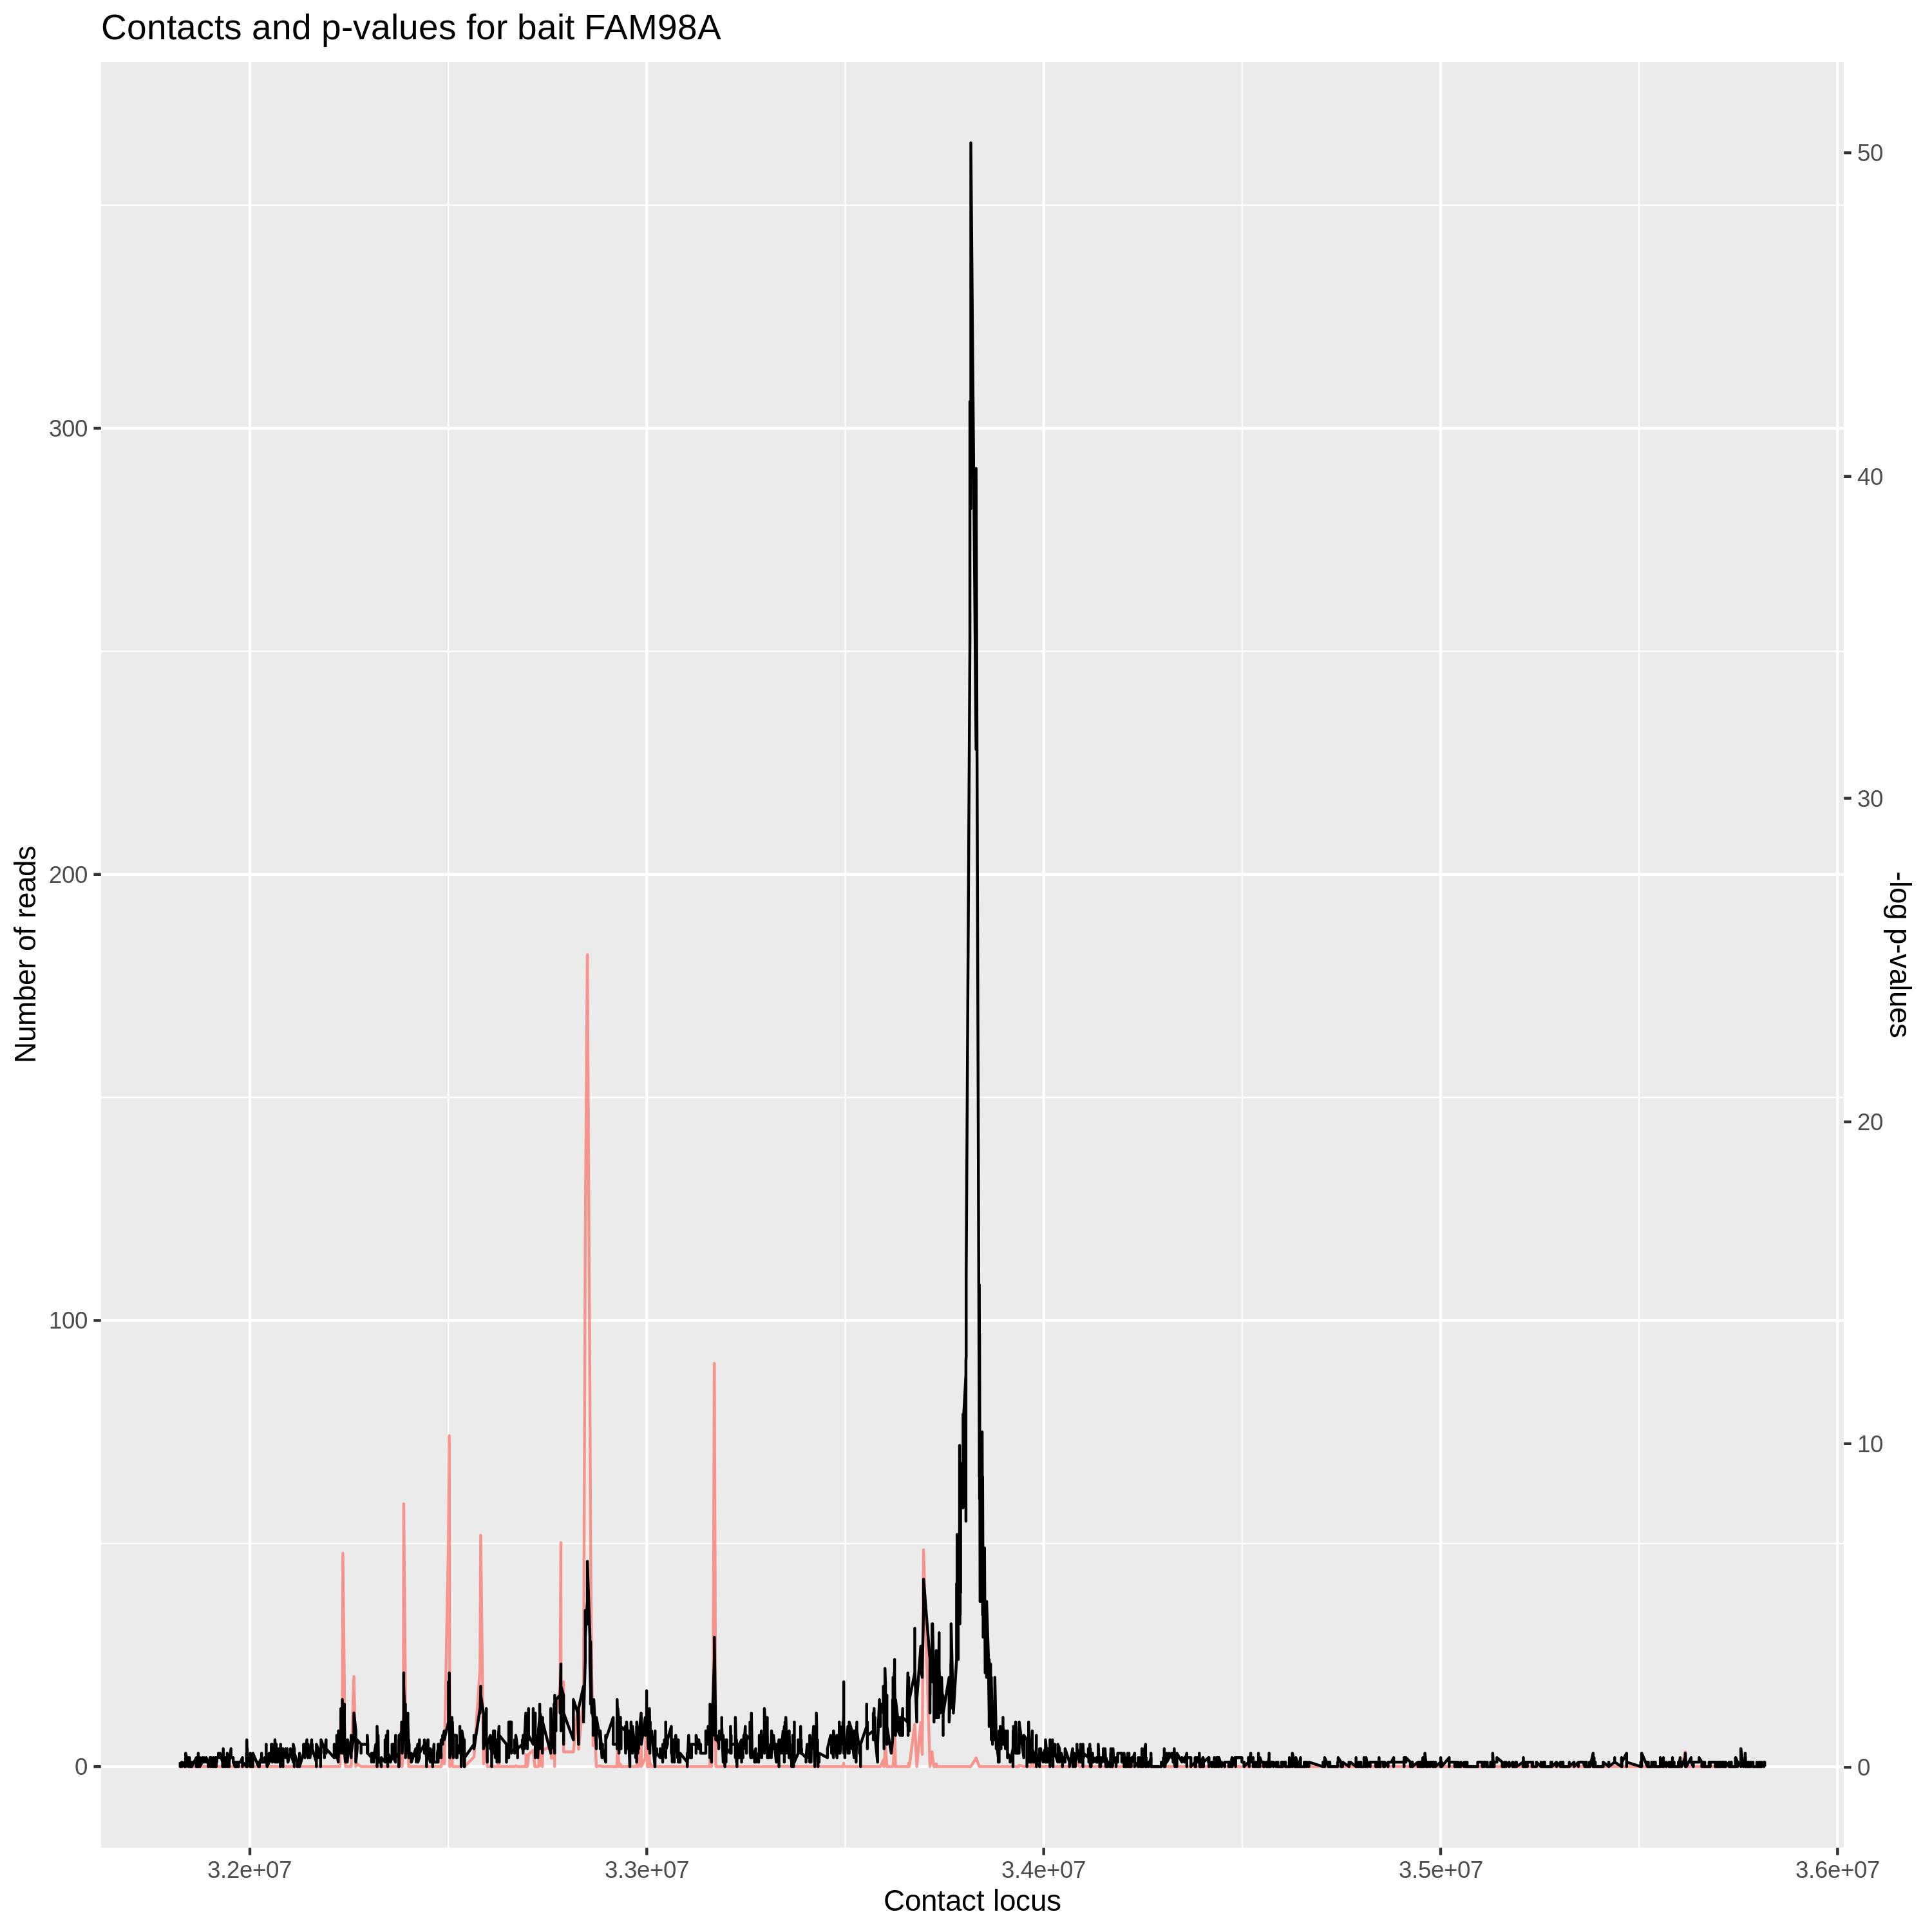 Contacts and p-values for bait FAM98A
Number of reads
300
200
100
0
50
40
30
20
10
0
-log p-values
3.2e+07
3.3e+07
3.4e+07
3.5e+07
3.6e+07
Contact locus